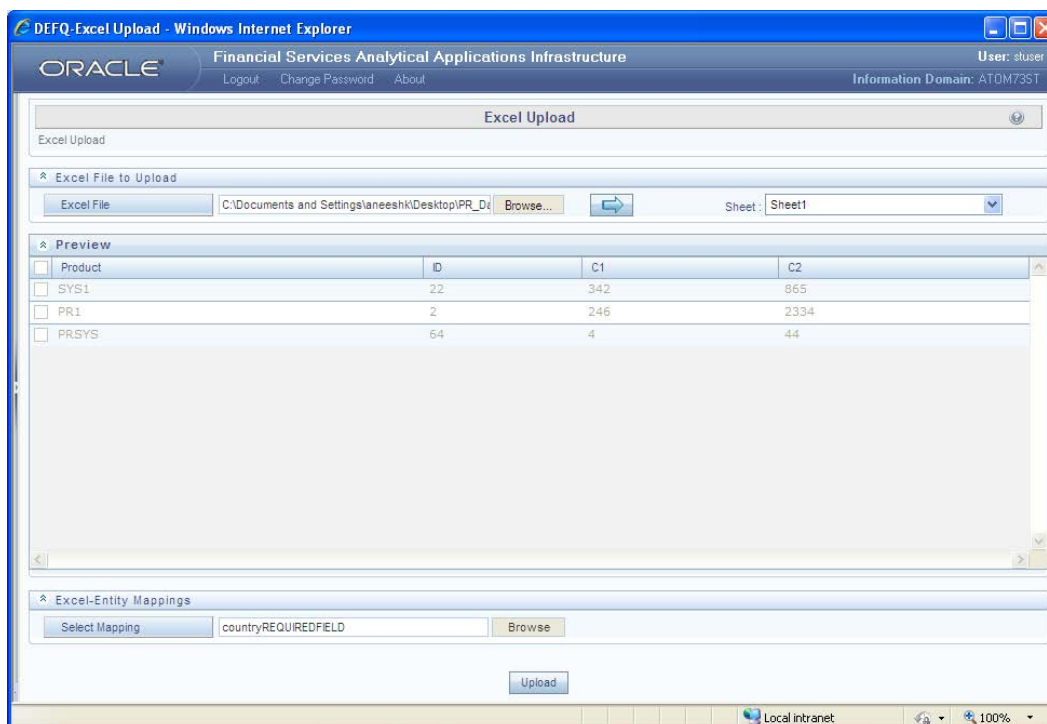 DEFQ-Excel Upload - Windows Internet Explorer
ORACLE
Financial Services Analytical Applications Infrastructure
User: stuser
Logout Change Password About
Information Domain: ATOM73ST
Excel Upload
Excel Upload
Excel File to Upload
Excel File C:\Documents and Settings\aneeshk\Desktop\PR_Da Browse... Sheet : Sheet1
Preview
Product ID C1 C2
SYS1 22 342 865
PR1 2 246 2334
PRSYS 64 4 44
Excel-Entity Mappings
Select Mapping countryREQUIREDFIELD Browse
Upload
Local intranet 100%